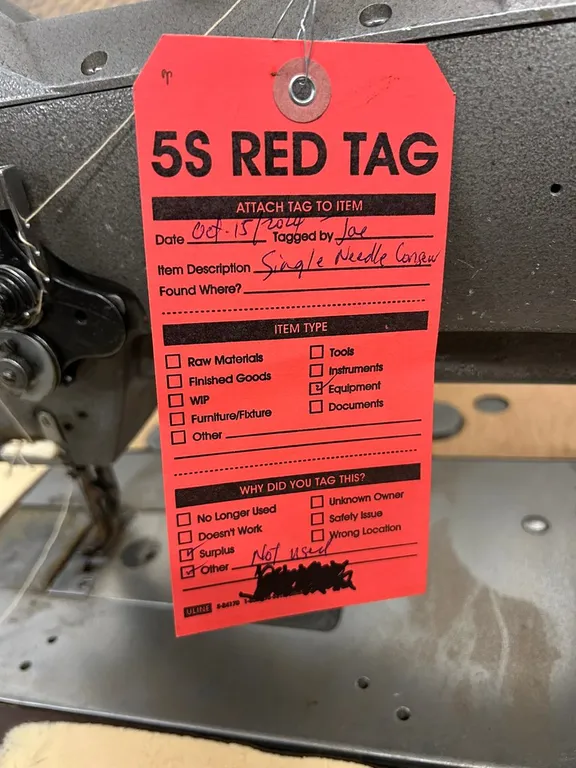 5S RED TAG
ATTACH TAG TO ITEM
Date Oct-15/2024 Tagged by Joe
Item Description Single Needle Consew
Found Where?
ITEM TYPE
Raw Materials
Finished Goods
WIP
Furniture/Fixture
Other
Tools
Instruments
Equipment
Documents
WHY DID YOU TAG THIS?
No Longer Used
Doesn't Work
Surplus
Other Not used
Unknown Owner
Safety Issue
Wrong Location
ULINE